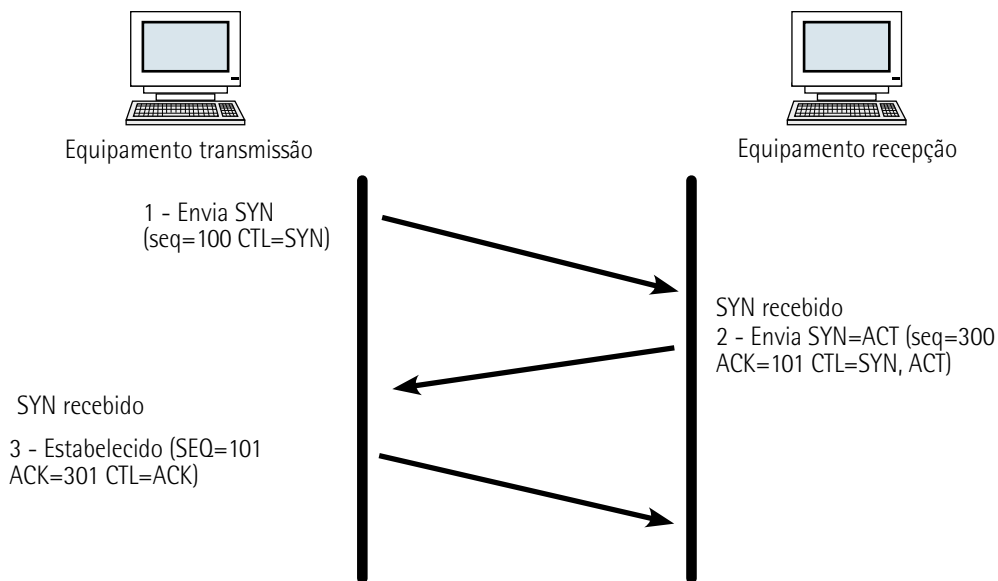 Equipamento transmissão
Equipamento recepção
1 - Envia SYN
(seq=100 CTL=SYN)
SYN recebido
2 - Envia SYN=ACT (seq=300
ACK=101 CTL=SYN, ACT)
SYN recebido
3 - Estabelecido (SEQ=101
ACK=301 CTL=ACK)